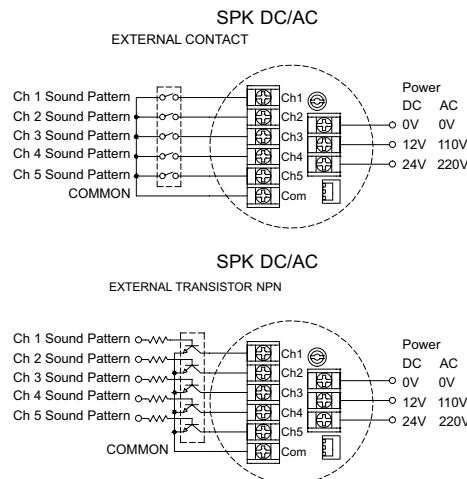 SPK DC/AC
EXTERNAL CONTACT
Ch 1 Sound Pattern
Ch 2 Sound Pattern
Ch 3 Sound Pattern
Ch 4 Sound Pattern
Ch 5 Sound Pattern
COMMON
Ch1
Ch2
Ch3
Ch4
Ch5
Com
Power
DC AC
0V 0V
12V 110V
24V 220V
SPK DC/AC
EXTERNAL TRANSISTOR NPN
Ch 1 Sound Pattern
Ch 2 Sound Pattern
Ch 3 Sound Pattern
Ch 4 Sound Pattern
Ch 5 Sound Pattern
COMMON
Ch1
Ch2
Ch3
Ch4
Ch5
Com
Power
DC AC
0V 0V
12V 110V
24V 220V